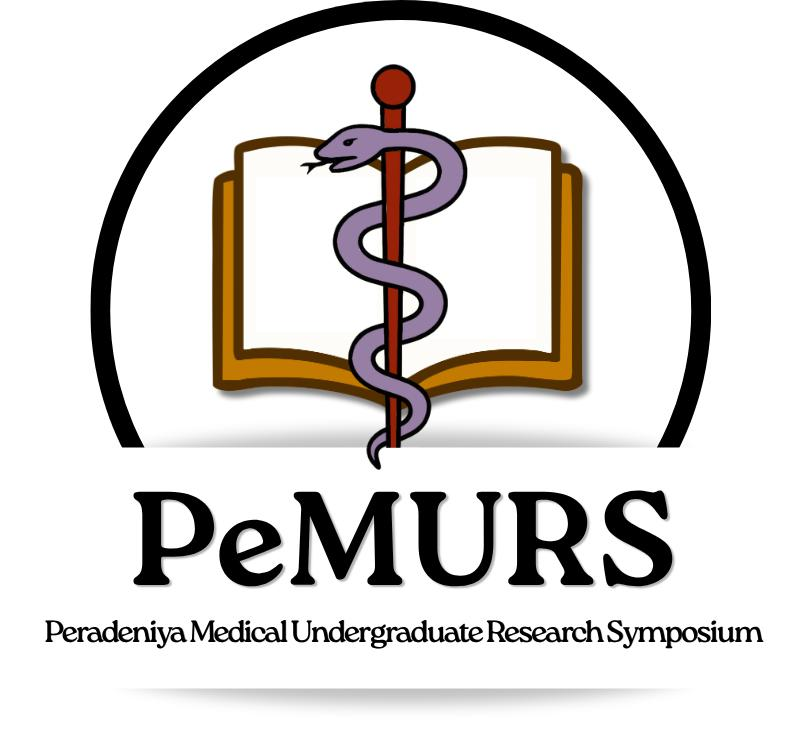 PeMURS
Peradeniya Medical Undergraduate Research Symposium